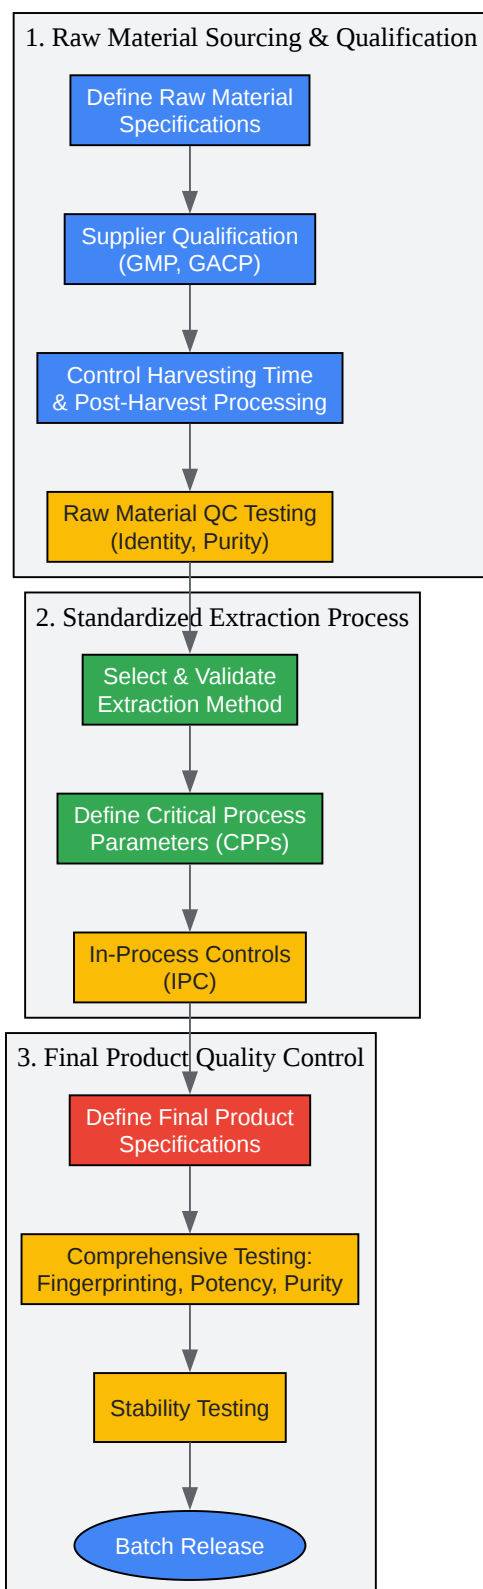 1. Raw Material Sourcing & Qualification
Define Raw Material
Specifications
Supplier Qualification
(GMP, GACP)
Control Harvesting Time
& Post-Harvest Processing
Raw Material QC Testing
(Identity, Purity)
2. Standardized Extraction Process
Select & Validate
Extraction Method
Define Critical Process
Parameters (CPPs)
In-Process Controls
(IPC)
3. Final Product Quality Control
Define Final Product
Specifications
Comprehensive Testing:
Fingerprinting, Potency, Purity
Stability Testing
Batch Release